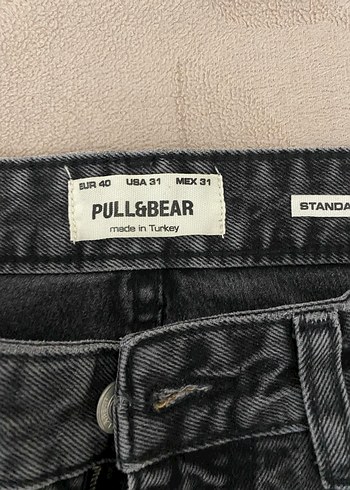 EUR 40 USA 31 MEX 31
PULL&BEAR
made in Turkey
STANDA